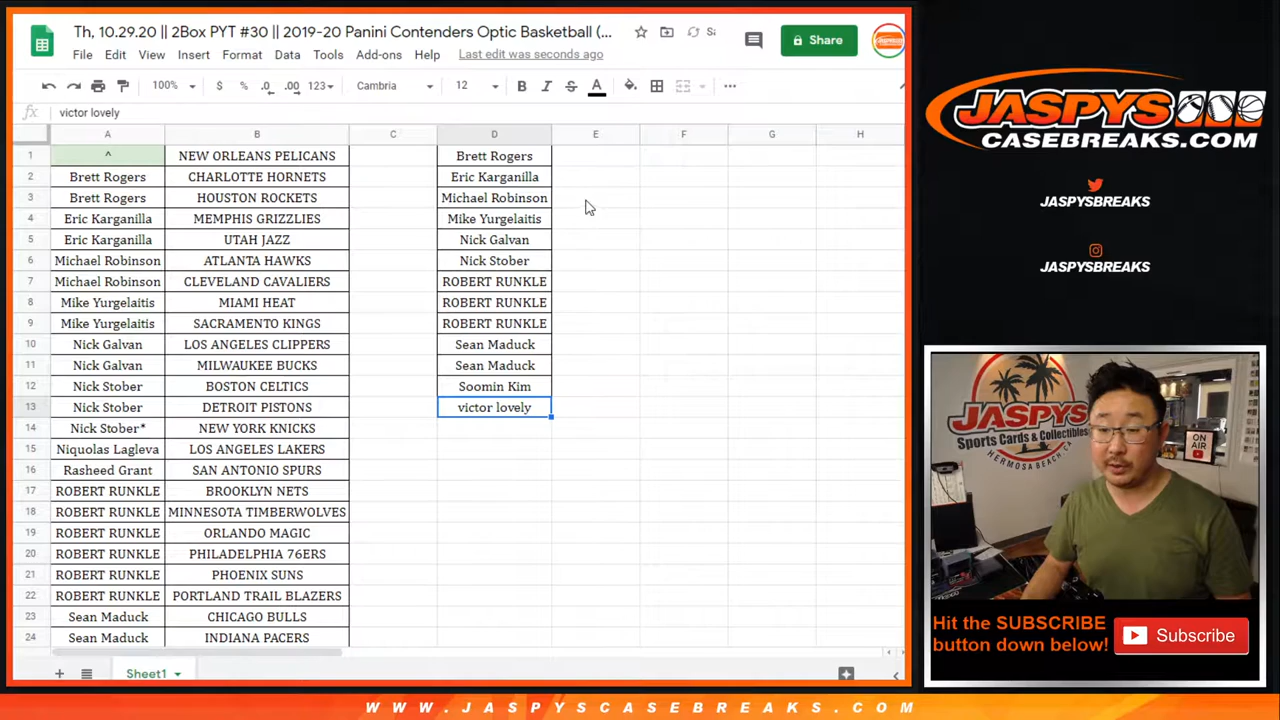 Th, 10.29.20 || 2Box PYT #30 || 2019-20 Panini Contenders Optic Basketball (...
Share
File Edit View Insert Format Data Tools Add-ons Help Last edit was seconds ago
100% $ % .0 .00 123 Cambria 12 B I S A
fx victor lovely
A B C D E F G H
1 ^ NEW ORLEANS PELICANS Brett Rogers
2 Brett Rogers CHARLOTTE HORNETS Eric Karganilla
3 Brett Rogers HOUSTON ROCKETS Michael Robinson
4 Eric Karganilla MEMPHIS GRIZZLIES Mike Yurgelaitis
5 Eric Karganilla UTAH JAZZ Nick Galvan
6 Michael Robinson ATLANTA HAWKS Nick Stober
7 Michael Robinson CLEVELAND CAVALIERS ROBERT RUNKLE
8 Mike Yurgelaitis MIAMI HEAT ROBERT RUNKLE
9 Mike Yurgelaitis SACRAMENTO KINGS ROBERT RUNKLE
10 Nick Galvan LOS ANGELES CLIPPERS Sean Maduck
11 Nick Galvan MILWAUKEE BUCKS Sean Maduck
12 Nick Stober BOSTON CELTICS Soomin Kim
13 Nick Stober DETROIT PISTONS victor lovely
14 Nick Stober* NEW YORK KNICKS
15 Niquolas Lagleva LOS ANGELES LAKERS
16 Rasheed Grant SAN ANTONIO SPURS
17 ROBERT RUNKLE BROOKLYN NETS
18 ROBERT RUNKLE MINNESOTA TIMBERWOLVES
19 ROBERT RUNKLE ORLANDO MAGIC
20 ROBERT RUNKLE PHILADELPHIA 76ERS
21 ROBERT RUNKLE PHOENIX SUNS
22 ROBERT RUNKLE PORTLAND TRAIL BLAZERS
23 Sean Maduck CHICAGO BULLS
24 Sean Maduck INDIANA PACERS
Sheet1
JASPYS
CASEBREAKS.COM
JASPYSBREAKS
JASPYSBREAKS
JASPYS
Sports Cards & Collectibles
HERMOSA BEACH
ON AIR
Hit the SUBSCRIBE
button down below!
Subscribe
WWW.JASPYSCASEBREAKS.COM